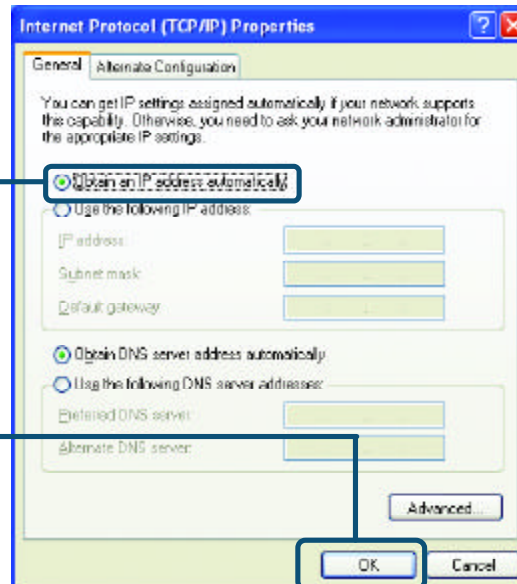 Internet Protocol (TCP/IP) Properties
General
Alternate Configuration
You can get IP settings assigned automatically if your network supports
this capability. Otherwise, you need to ask your network administrator for
the appropriate IP settings.
Obtain an IP address automatically
Use the following IP address:
IP address:
Subnet mask:
Default gateway:
Obtain DNS server address automatically
Use the following DNS server addresses:
Preferred DNS server:
Alternate DNS server:
Advanced...
OK
Cancel